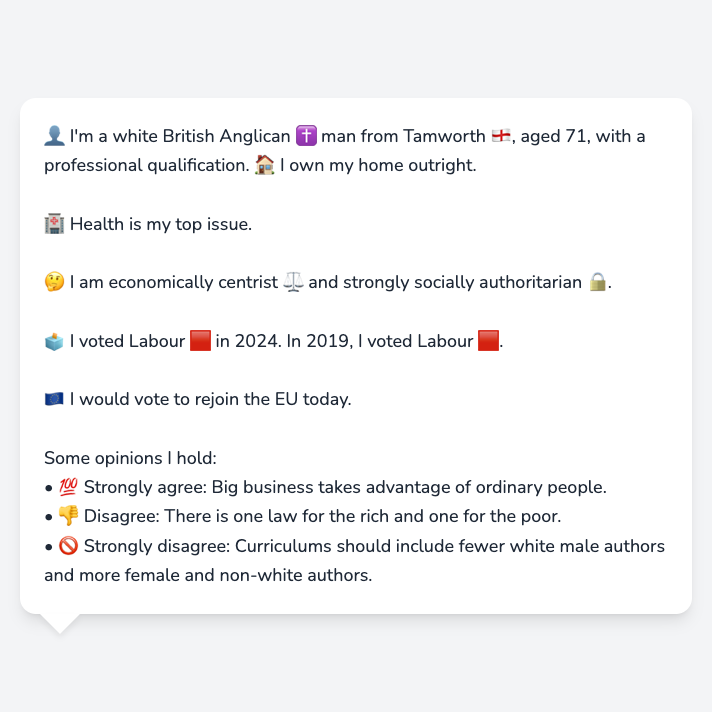 👤 I'm a white British Anglican ✝️ man from Tamworth 🏴󠁧󠁢󠁥󠁮󠁧󠁿, aged 71, with a
professional qualification. 🏠 I own my home outright.
🏥 Health is my top issue.
🤔 I am economically centrist ⚖️ and strongly socially authoritarian 🔒.
🗳️ I voted Labour 🟥 in 2024. In 2019, I voted Labour 🟥.
🇪🇺 I would vote to rejoin the EU today.
Some opinions I hold:
• 💯 Strongly agree: Big business takes advantage of ordinary people.
• 👎 Disagree: There is one law for the rich and one for the poor.
• 🚫 Strongly disagree: Curriculums should include fewer white male authors
and more female and non-white authors.